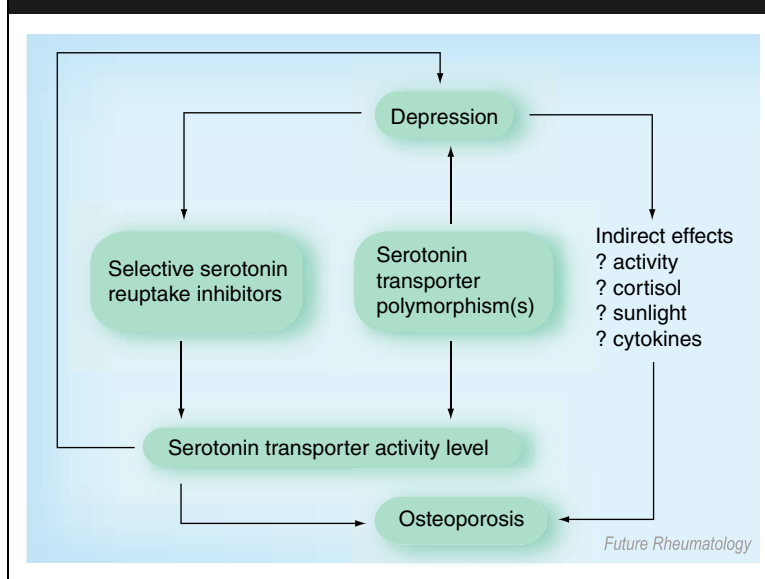 Depression
Selective serotonin
reuptake inhibitors
Serotonin
transporter
polymorphism(s)
Indirect effects
? activity
? cortisol
? sunlight
? cytokines
Serotonin transporter activity level
Osteoporosis
Future Rheumatology